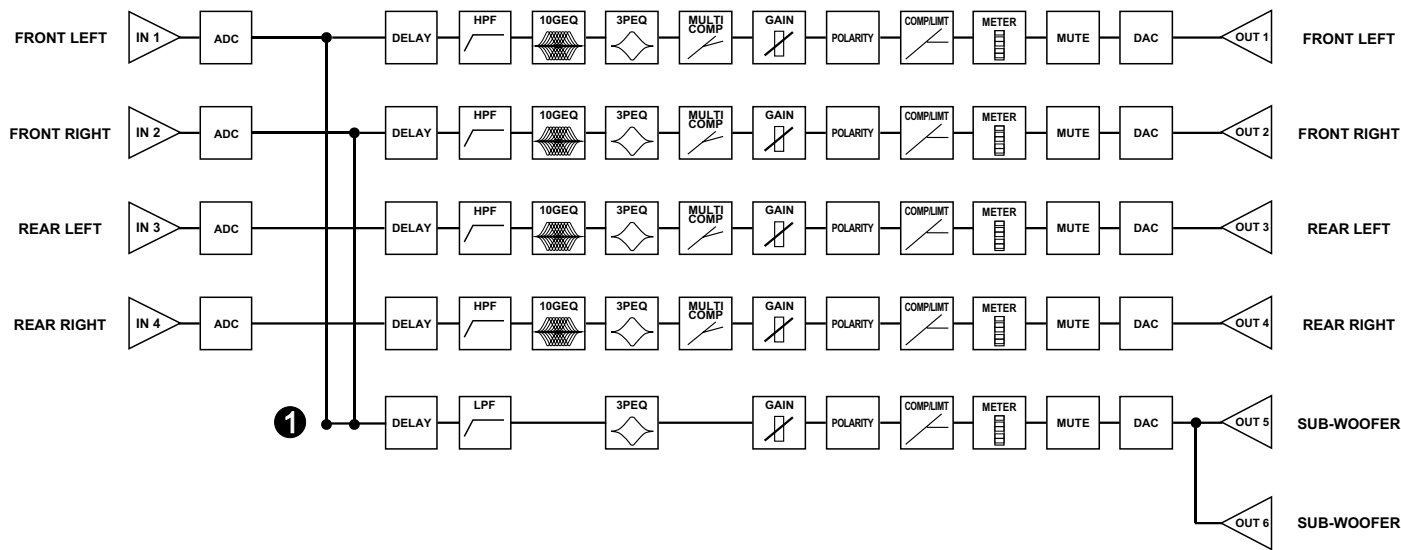 FRONT LEFT IN 1 ADC DELAY HPF 10GEQ 3PEQ MULTI COMP GAIN POLARITY COMP/LIMT METER MUTE DAC OUT 1 FRONT LEFT
FRONT RIGHT IN 2 ADC DELAY HPF 10GEQ 3PEQ MULTI COMP GAIN POLARITY COMP/LIMT METER MUTE DAC OUT 2 FRONT RIGHT
REAR LEFT IN 3 ADC DELAY HPF 10GEQ 3PEQ MULTI COMP GAIN POLARITY COMP/LIMT METER MUTE DAC OUT 3 REAR LEFT
REAR RIGHT IN 4 ADC DELAY HPF 10GEQ 3PEQ MULTI COMP GAIN POLARITY COMP/LIMT METER MUTE DAC OUT 4 REAR RIGHT
1 DELAY LPF 3PEQ GAIN POLARITY COMP/LIMT METER MUTE DAC OUT 5 SUB-WOOFER
OUT 6 SUB-WOOFER